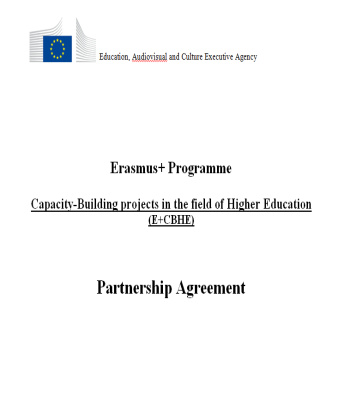 Education, Audiovisual and Culture Executive Agency
Erasmus+ Programme
Capacity-Building projects in the field of Higher Education
(E+CBHE)
Partnership Agreement